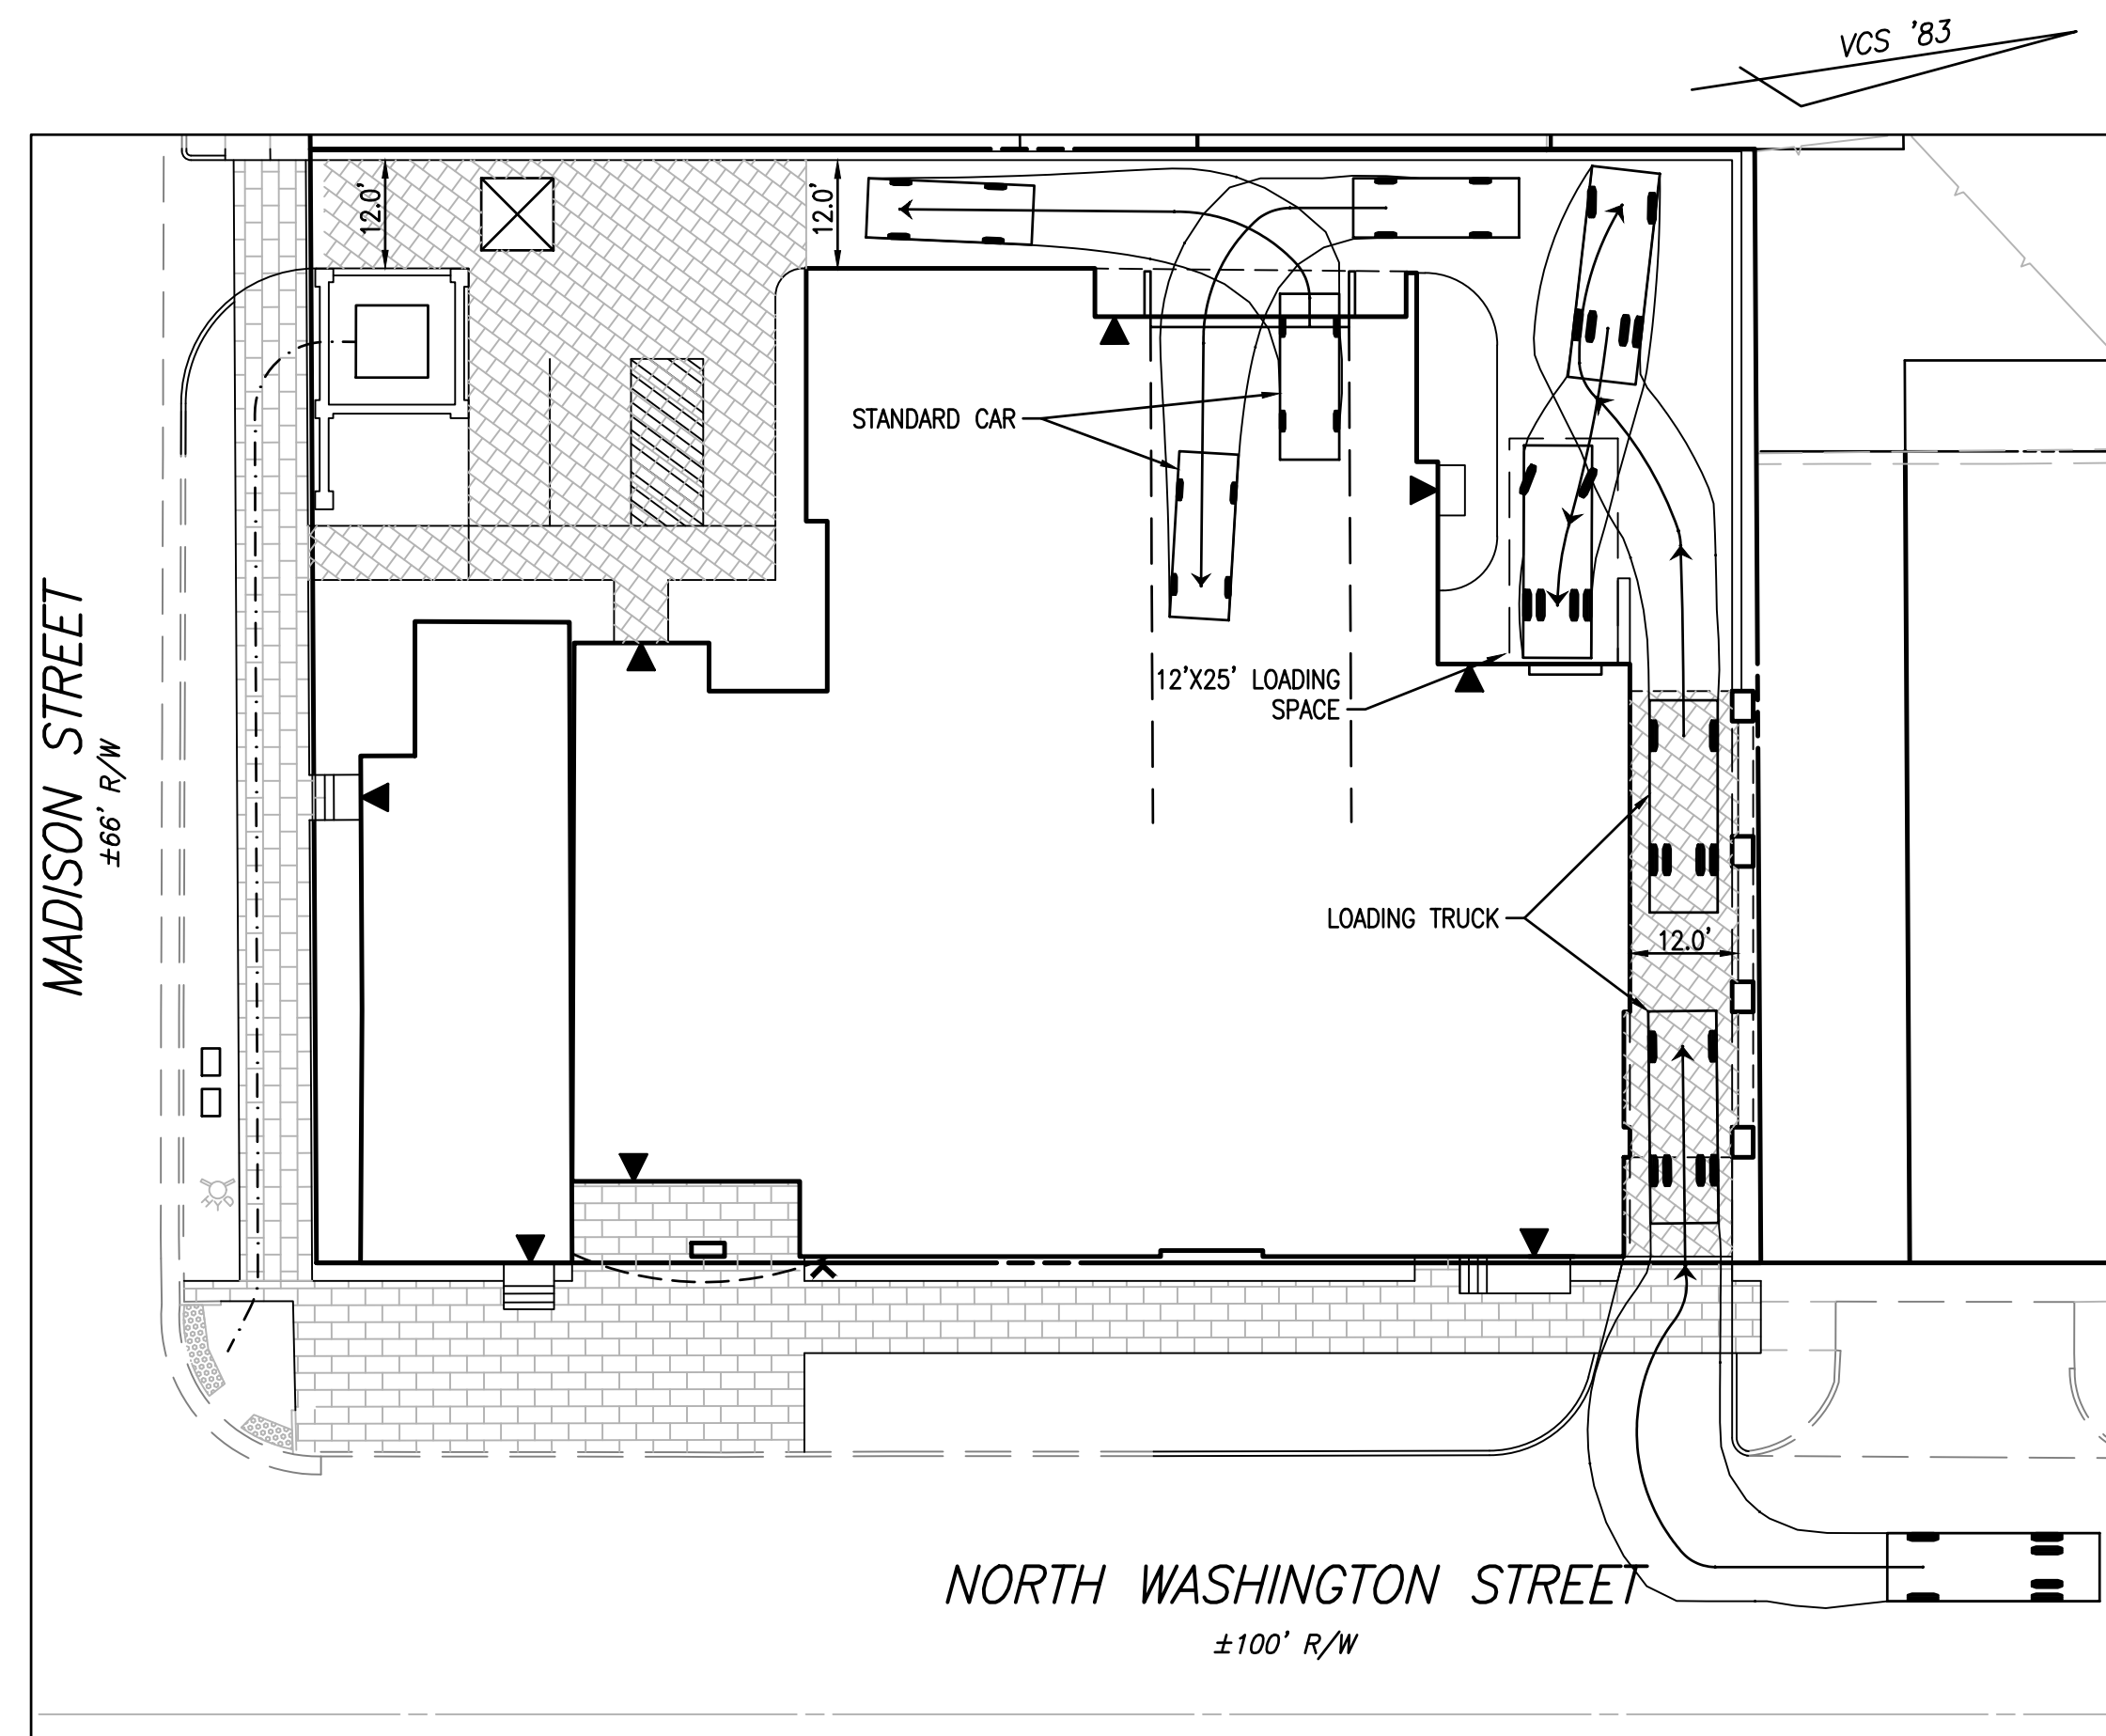 VCS '83
12.0'
12.0'
STANDARD CAR
12'X25' LOADING
SPACE
MADISON STREET
±66' R/W
LOADING TRUCK
12.0'
NORTH WASHINGTON STREET
±100' R/W